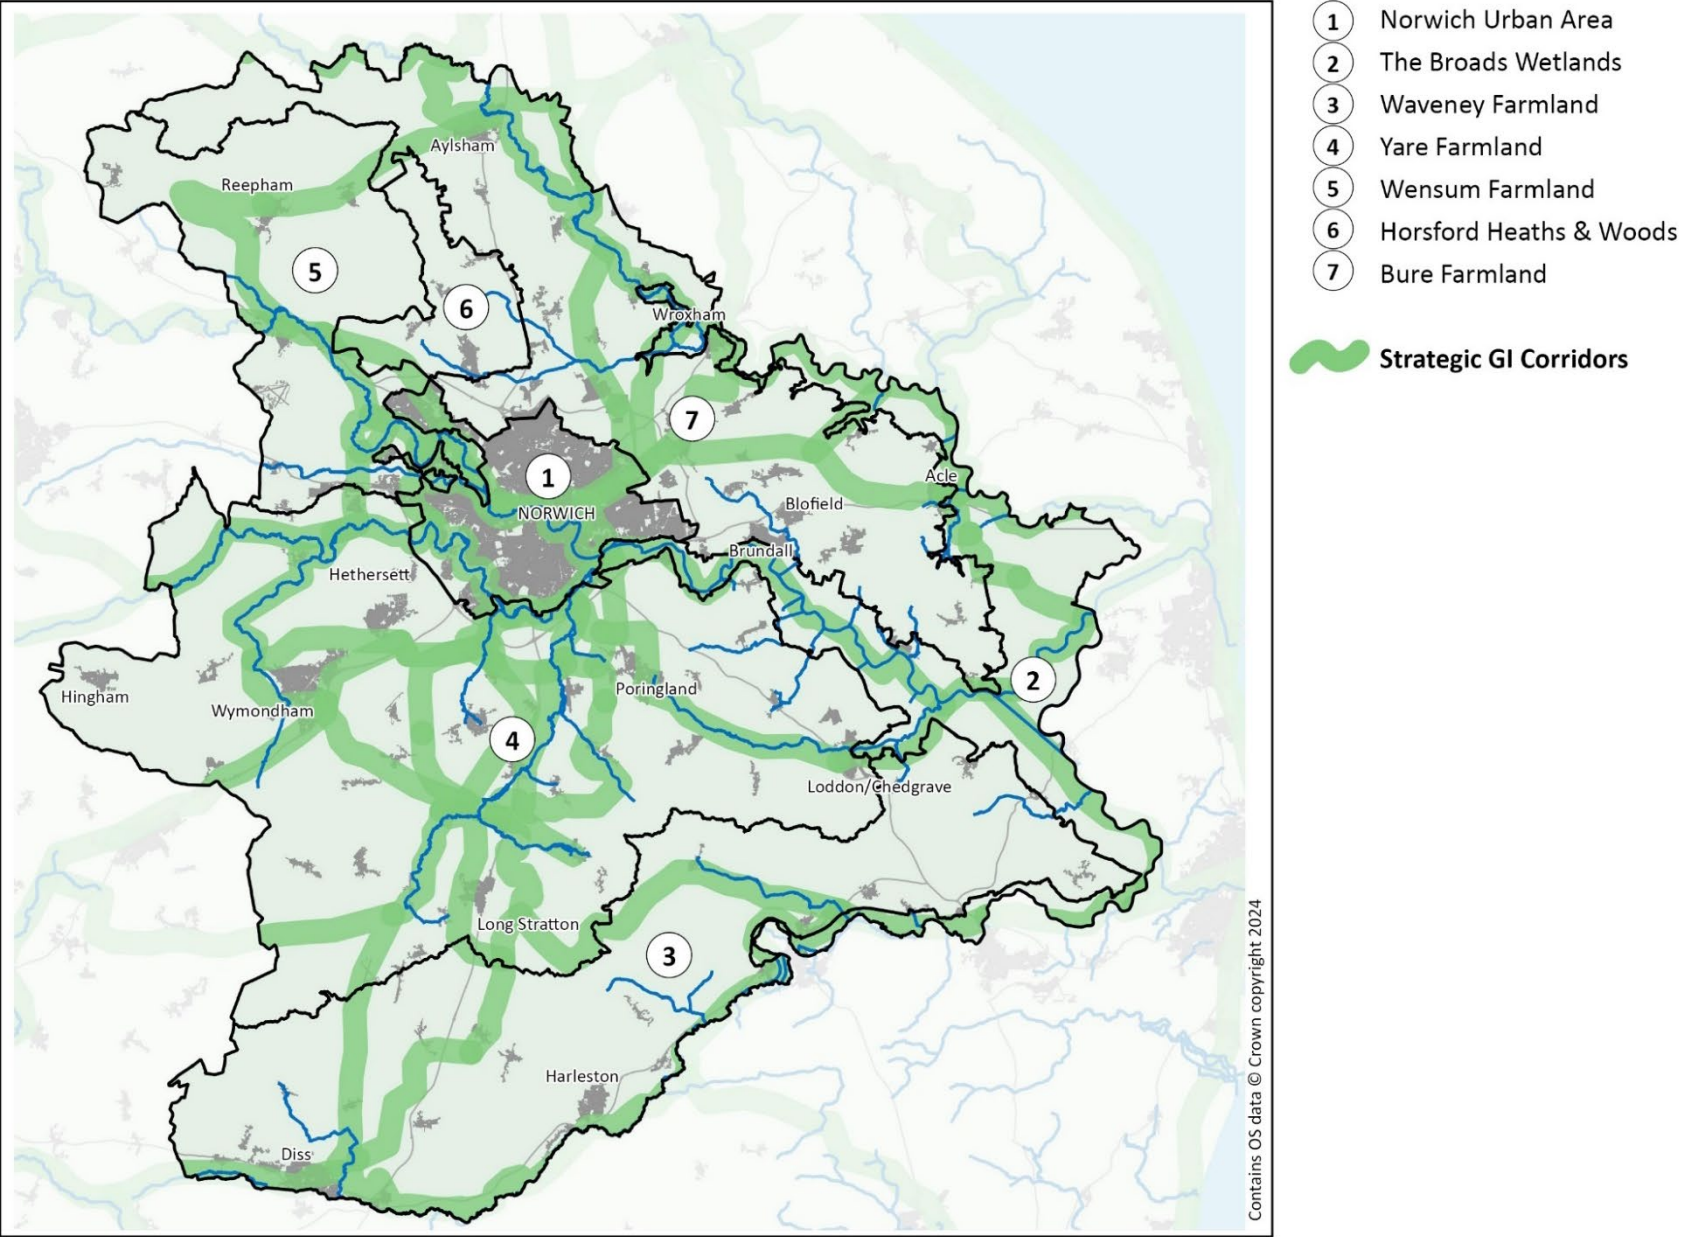 1 Norwich Urban Area
2 The Broads Wetlands
3 Waveney Farmland
4 Yare Farmland
5 Wensum Farmland
6 Horsford Heaths & Woods
7 Bure Farmland
Strategic GI Corridors
Aylsham
Reepham
5
6
Wroxham
7
1
Acle
NORWICH
Blofield
Brundall
Hethersett
2
Hingham
Poringland
Wymondham
4
Loddon/Chedgrave
Long Stratton
3
Harleston
Diss
Contains OS data © Crown copyright 2024